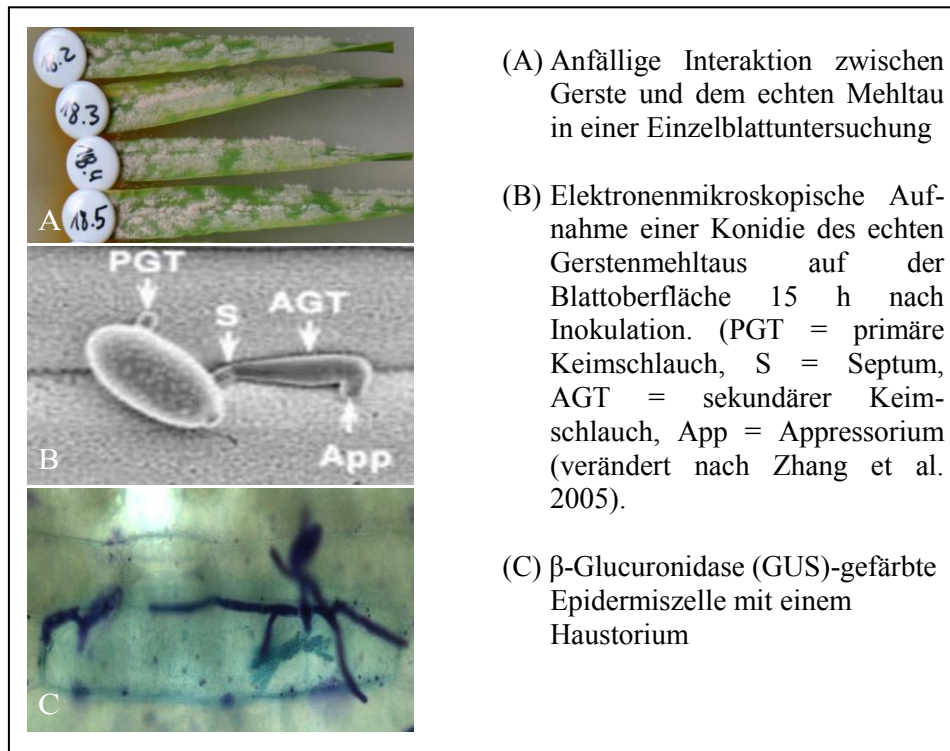 18.2
18.3
18.4
18.5
A
PGT
S
AGT
App
B
C
(A) Anfällige Interaktion zwischen
Gerste und dem echten Mehltau
in einer Einzelblattuntersuchung
(B) Elektronenmikroskopische Auf-
nahme einer Konidie des echten
Gerstenmehltaus auf der
Blattoberfläche 15 h nach
Inokulation. (PGT = primäre
Keimschlauch, S = Septum,
AGT = sekundärer Keim-
schlauch, App = Appressorium
(verändert nach Zhang et al.
2005).
(C) β-Glucuronidase (GUS)-gefärbte
Epidermiszelle mit einem
Haustorium